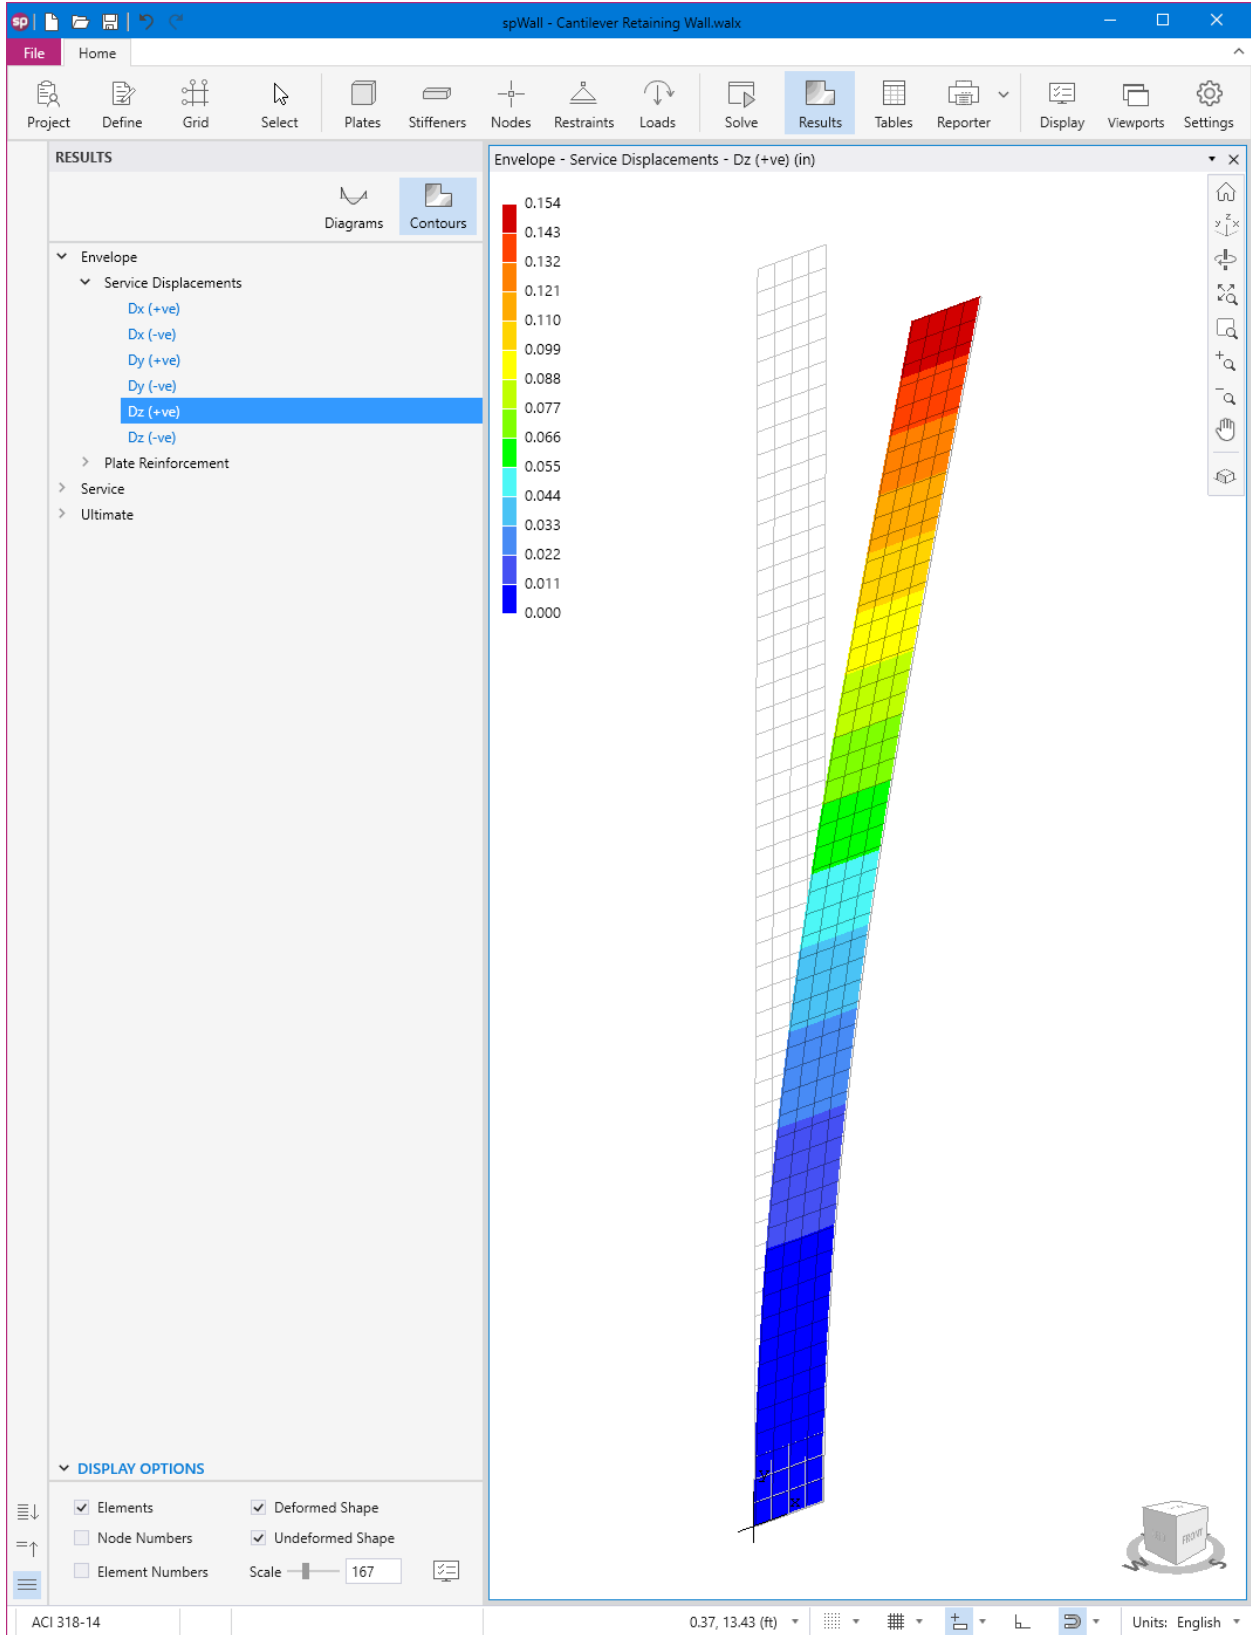 sp
spWall - Cantilever Retaining Wall.walx
File Home
Project Define Grid Select Plates Stiffeners Nodes Restraints Loads Solve Results Tables Reporter Display Viewports Settings
RESULTS
Diagrams Contours
Envelope
Service Displacements
Dx (+ve)
Dx (-ve)
Dy (+ve)
Dy (-ve)
Dz (+ve)
Dz (-ve)
Plate Reinforcement
Service
Ultimate
Envelope - Service Displacements - Dz (+ve) (in)
0.154
0.143
0.132
0.121
0.110
0.099
0.088
0.077
0.066
0.055
0.044
0.033
0.022
0.011
0.000
y z x
FRONT
W S
DISPLAY OPTIONS
Elements Deformed Shape
Node Numbers Undeformed Shape
Element Numbers Scale 167
ACI 318-14 0.37, 13.43 (ft) Units: English